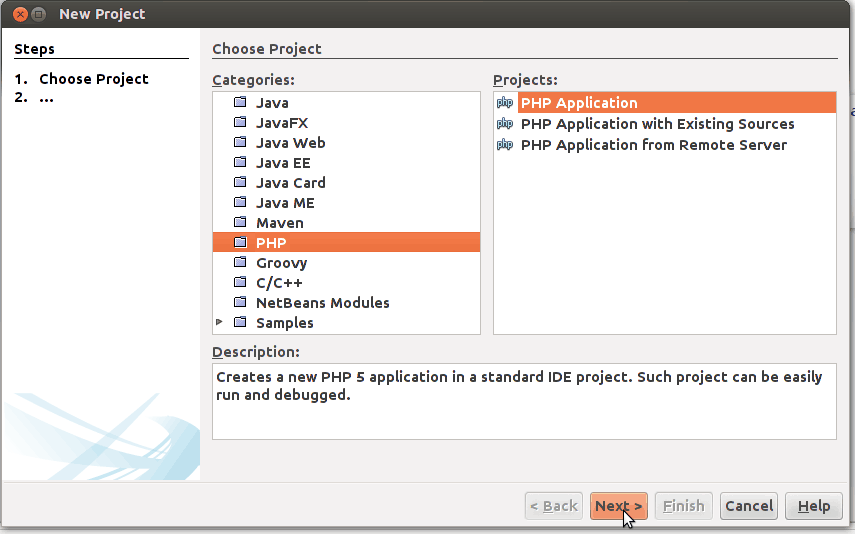 New Project
Steps
1. Choose Project
2. ...
Choose Project
Categories:
Java
JavaFX
Java Web
Java EE
Java Card
Java ME
Maven
PHP
Groovy
C/C++
NetBeans Modules
Samples
Projects:
php PHP Application
php PHP Application with Existing Sources
php PHP Application from Remote Server
Description:
Creates a new PHP 5 application in a standard IDE project. Such project can be easily
run and debugged.
< Back Next > Finish Cancel Help